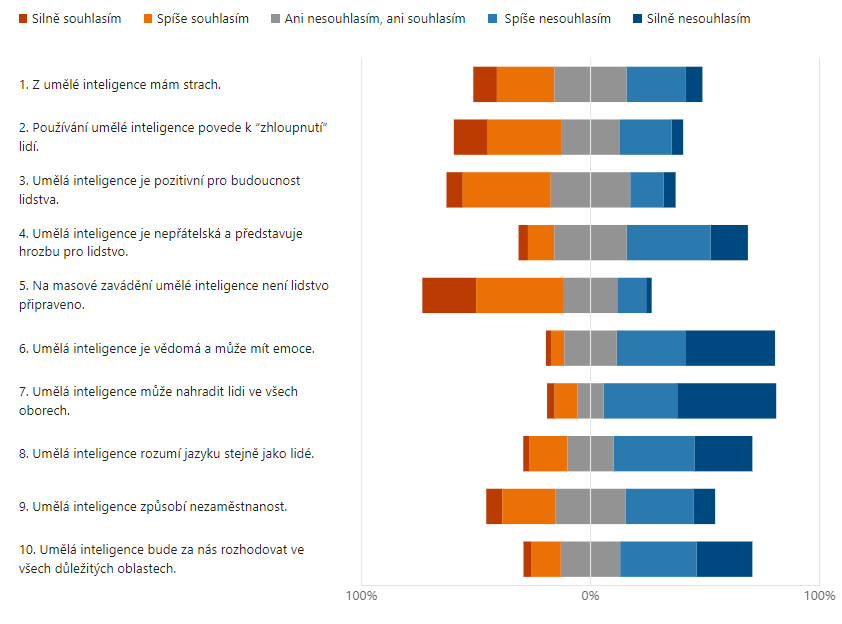 Silně souhlasím Spíše souhlasím Ani nesouhlasím, ani souhlasím Spíše nesouhlasím Silně nesouhlasím
1. Z umělé inteligence mám strach.
2. Používání umělé inteligence povede k “zhloupnutí”
lidí.
3. Umělá inteligence je pozitivní pro budoucnost
lidstva.
4. Umělá inteligence je nepřátelská a představuje
hrozbu pro lidstvo.
5. Na masové zavádění umělé inteligence není lidstvo
připraveno.
6. Umělá inteligence je vědomá a může mít emoce.
7. Umělá inteligence může nahradit lidi ve všech
oborech.
8. Umělá inteligence rozumí jazyku stejně jako lidé.
9. Umělá inteligence způsobí nezaměstnanost.
10. Umělá inteligence bude za nás rozhodovat ve
všech důležitých oblastech.
100% 0% 100%